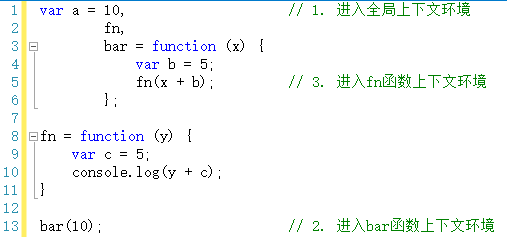 1 var a = 10, // 1. 进入全局上下文环境
2 fn,
3 bar = function (x) {
4 var b = 5;
5 fn(x + b); // 3. 进入fn函数上下文环境
6 };
7
8 fn = function (y) {
9 var c = 5;
10 console.log(y + c);
11 }
12
13 bar(10); // 2. 进入bar函数上下文环境